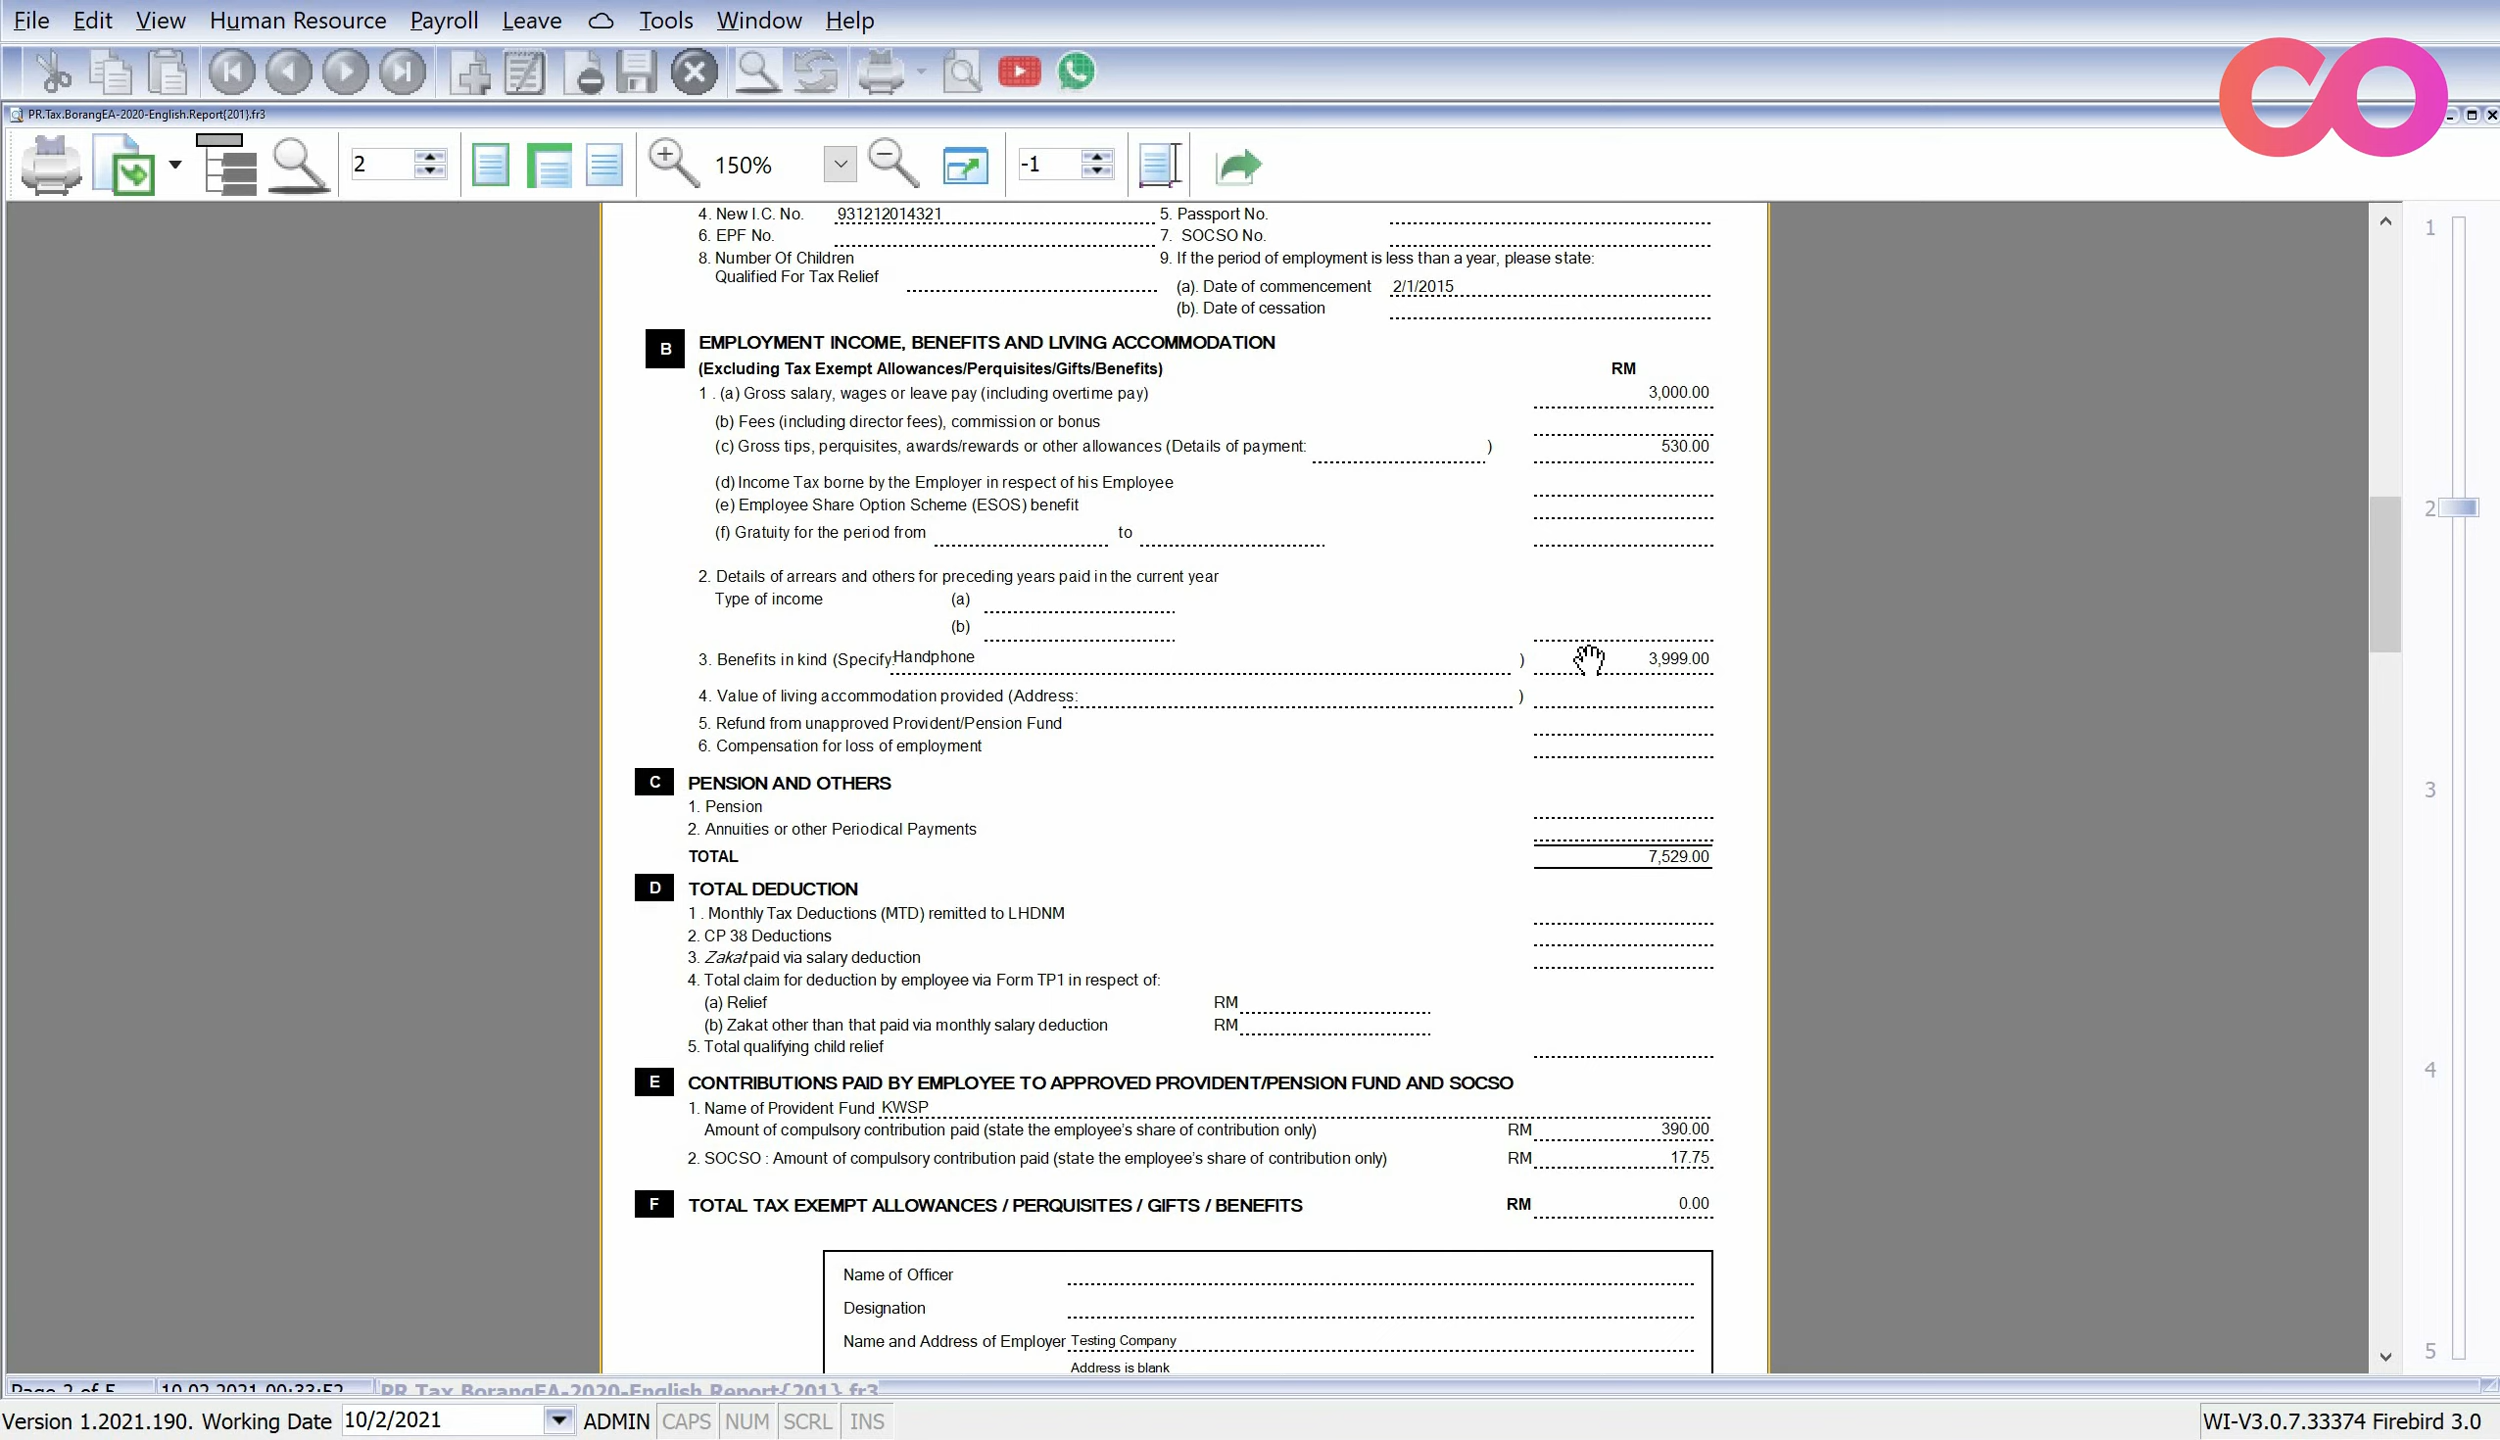 File Edit View Human Resource Payroll Leave Tools Window Help
PR.Tax.BorangEA-2020-English.Report{201}.fr3
2 150% -1
4. New I.C. No. 931212014321 5. Passport No.
6. EPF No. 7. SOCSO No.
8. Number Of Children 9. If the period of employment is less than a year, please state:
Qualified For Tax Relief
(a). Date of commencement 2/1/2015
(b). Date of cessation
B EMPLOYMENT INCOME, BENEFITS AND LIVING ACCOMMODATION
(Excluding Tax Exempt Allowances/Perquisites/Gifts/Benefits) RM
1 . (a) Gross salary, wages or leave pay (including overtime pay) 3,000.00
(b) Fees (including director fees), commission or bonus
(c) Gross tips, perquisites, awards/rewards or other allowances (Details of payment: ) 530.00
(d) Income Tax borne by the Employer in respect of his Employee
(e) Employee Share Option Scheme (ESOS) benefit
(f) Gratuity for the period from to
2. Details of arrears and others for preceding years paid in the current year
Type of income (a)
(b)
3. Benefits in kind (Specify: Handphone ) 3,999.00
4. Value of living accommodation provided (Address: )
5. Refund from unapproved Provident/Pension Fund
6. Compensation for loss of employment
C PENSION AND OTHERS
1. Pension
2. Annuities or other Periodical Payments
TOTAL 7,529.00
D TOTAL DEDUCTION
1 . Monthly Tax Deductions (MTD) remitted to LHDNM
2. CP 38 Deductions
3. Zakat paid via salary deduction
4. Total claim for deduction by employee via Form TP1 in respect of:
(a) Relief RM
(b) Zakat other than that paid via monthly salary deduction RM
5. Total qualifying child relief
E CONTRIBUTIONS PAID BY EMPLOYEE TO APPROVED PROVIDENT/PENSION FUND AND SOCSO
1. Name of Provident Fund KWSP
Amount of compulsory contribution paid (state the employee's share of contribution only) RM 390.00
2. SOCSO : Amount of compulsory contribution paid (state the employee's share of contribution only) RM 17.75
F TOTAL TAX EXEMPT ALLOWANCES / PERQUISITES / GIFTS / BENEFITS RM 0.00
Name of Officer
Designation
Name and Address of Employer Testing Company
Address is blank
1
2
3
4
5
Page 2 of 5 10.02.2021 00:33:52 PR.Tax.BorangEA-2020-English.Report{201}.fr3
Version 1.2021.190. Working Date 10/2/2021 ADMIN CAPS NUM SCRL INS WI-V3.0.7.33374 Firebird 3.0